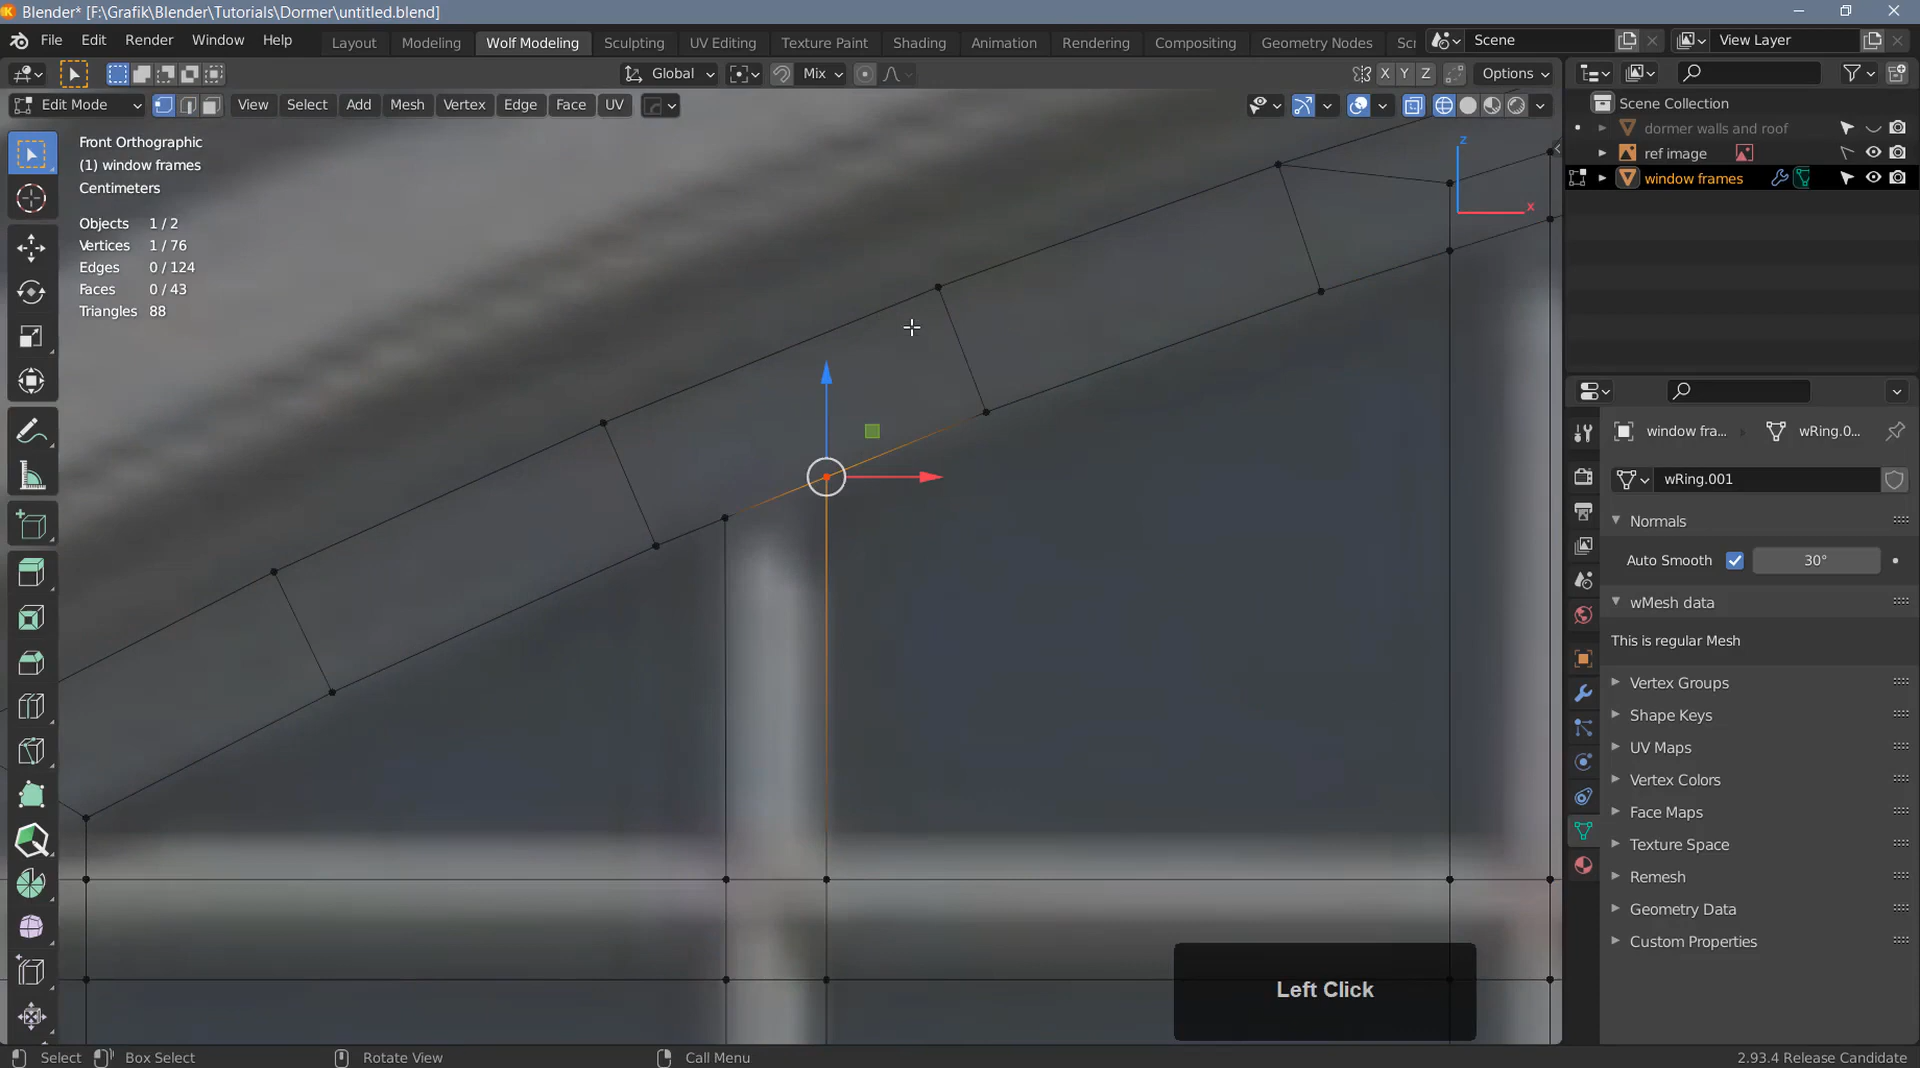 Blender* [F:\Grafik\Blender\Tutorials\Dormer\untitled.blend]
File Edit Render Window Help Layout Modeling Wolf Modeling Sculpting UV Editing Texture Paint Shading Animation Rendering Compositing Geometry Nodes Sc Scene View Layer
Global Mix X Y Z Options
Edit Mode View Select Add Mesh Vertex Edge Face UV
Scene Collection
dormer walls and roof
ref image
window frames
Front Orthographic
(1) window frames
Centimeters
Objects 1 / 2
Vertices 1 / 76
Edges 0 / 124
Faces 0 / 43
Triangles 88
z
x
window fra... wRing.0...
wRing.001
Normals
Auto Smooth 30°
wMesh data
This is regular Mesh
Vertex Groups
Shape Keys
UV Maps
Vertex Colors
Face Maps
Texture Space
Remesh
Geometry Data
Custom Properties
Left Click
Select Box Select Rotate View Call Menu 2.93.4 Release Candidate